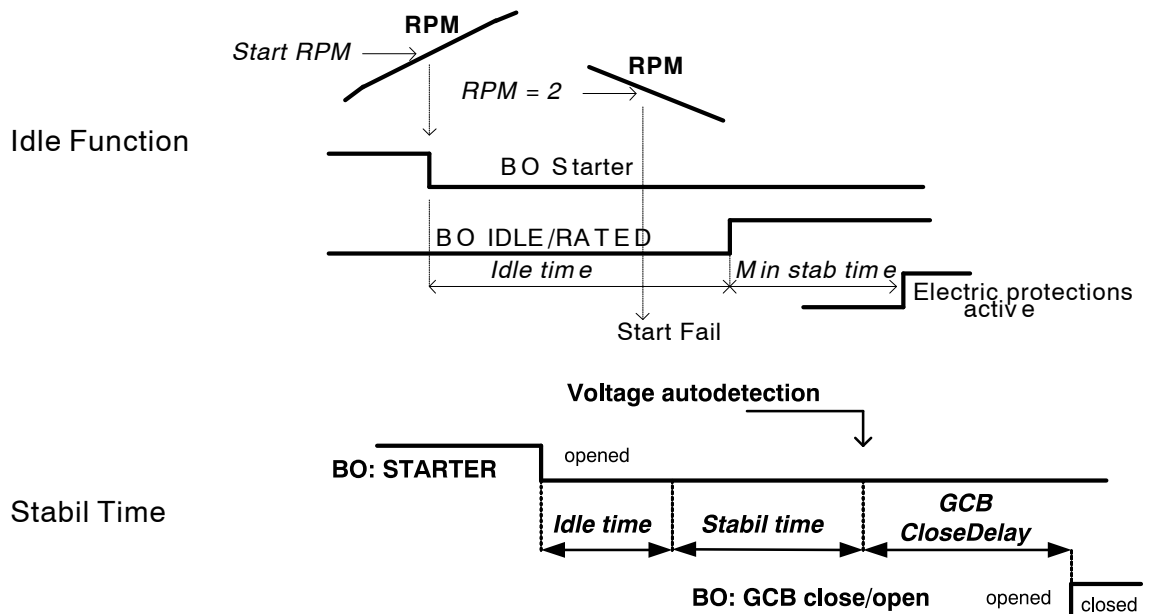 RPM
Start RPM
RPM
RPM = 2
Idle Function
BO Starter
BO IDLE/RATED
Idle time
Min stab time
Electric protections
active
Start Fail
Voltage autodetection
opened
BO: STARTER
Stabil Time
Idle time
Stabil time
GCB
CloseDelay
BO: GCB close/open
opened
closed